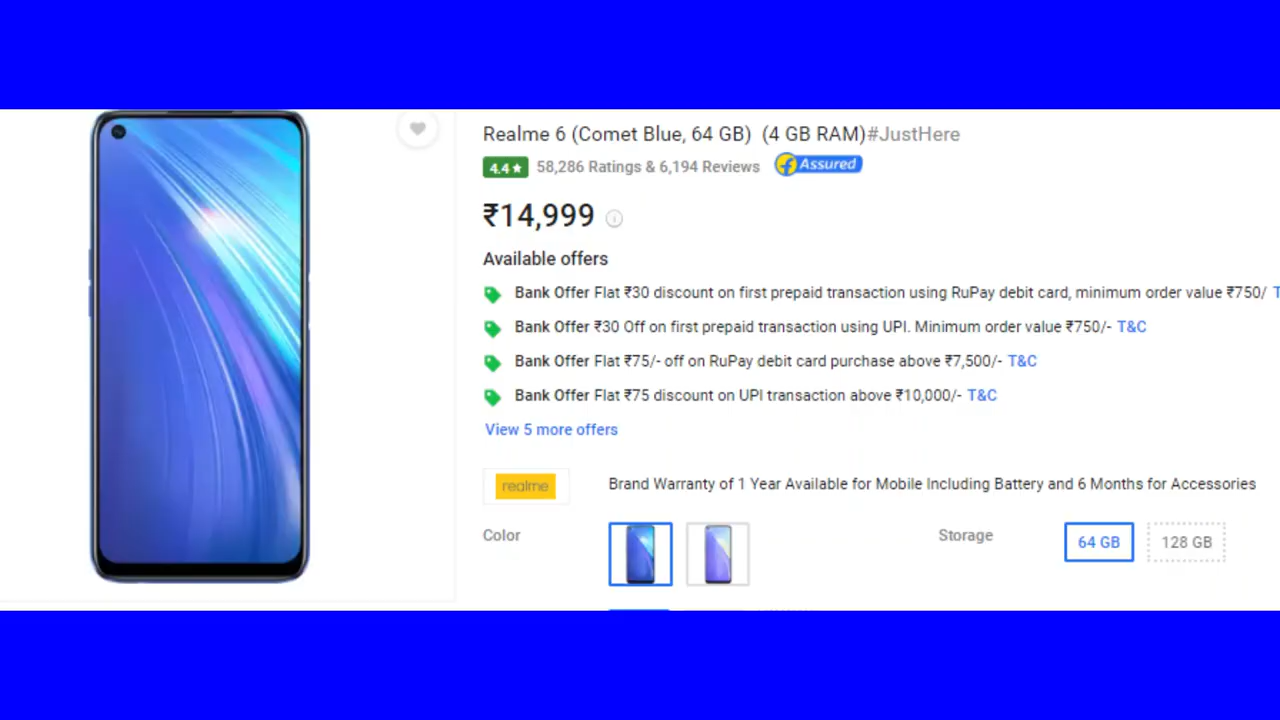 Realme 6 (Comet Blue, 64 GB) (4 GB RAM)#JustHere
4.4★ 58,286 Ratings & 6,194 Reviews Assured
₹14,999
Available offers
Bank Offer Flat ₹30 discount on first prepaid transaction using RuPay debit card, minimum order value ₹750/ T
Bank Offer ₹30 Off on first prepaid transaction using UPI. Minimum order value ₹750/- T&C
Bank Offer Flat ₹75/- off on RuPay debit card purchase above ₹7,500/- T&C
Bank Offer Flat ₹75 discount on UPI transaction above ₹10,000/- T&C
View 5 more offers
realme Brand Warranty of 1 Year Available for Mobile Including Battery and 6 Months for Accessories
Color Storage 64 GB 128 GB